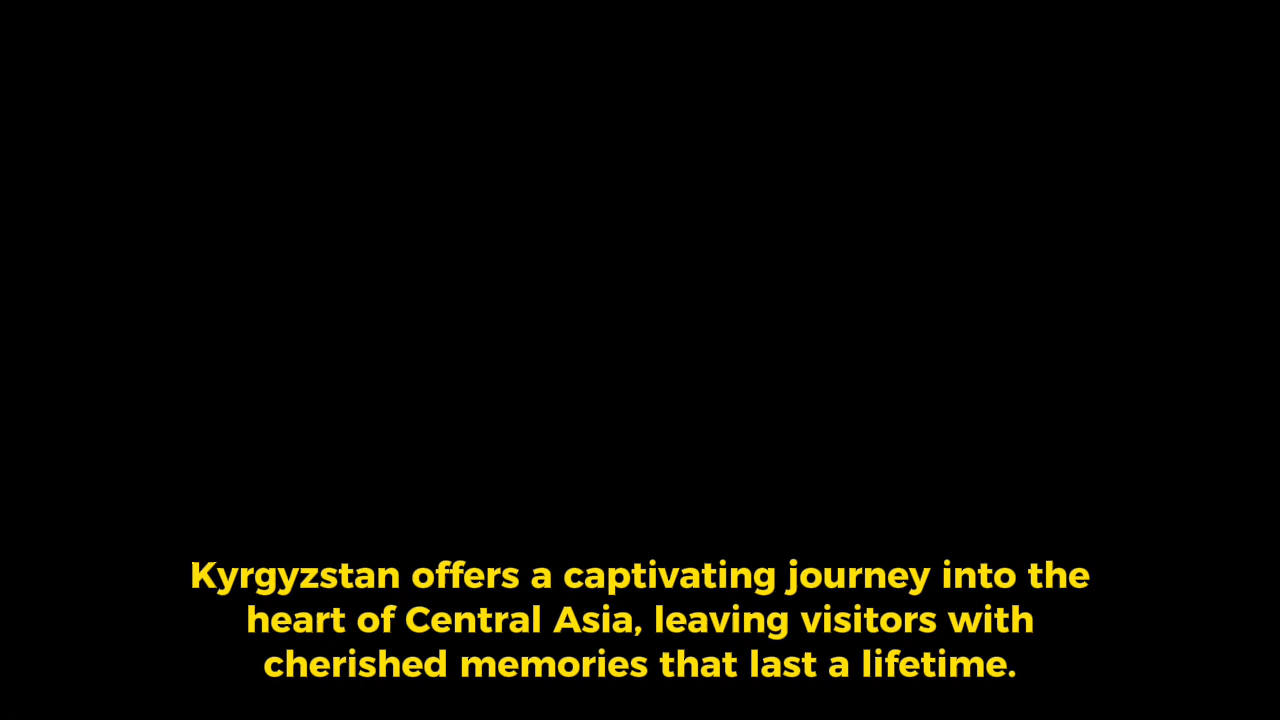 Kyrgyzstan offers a captivating journey into the
heart of Central Asia, leaving visitors with
cherished memories that last a lifetime.